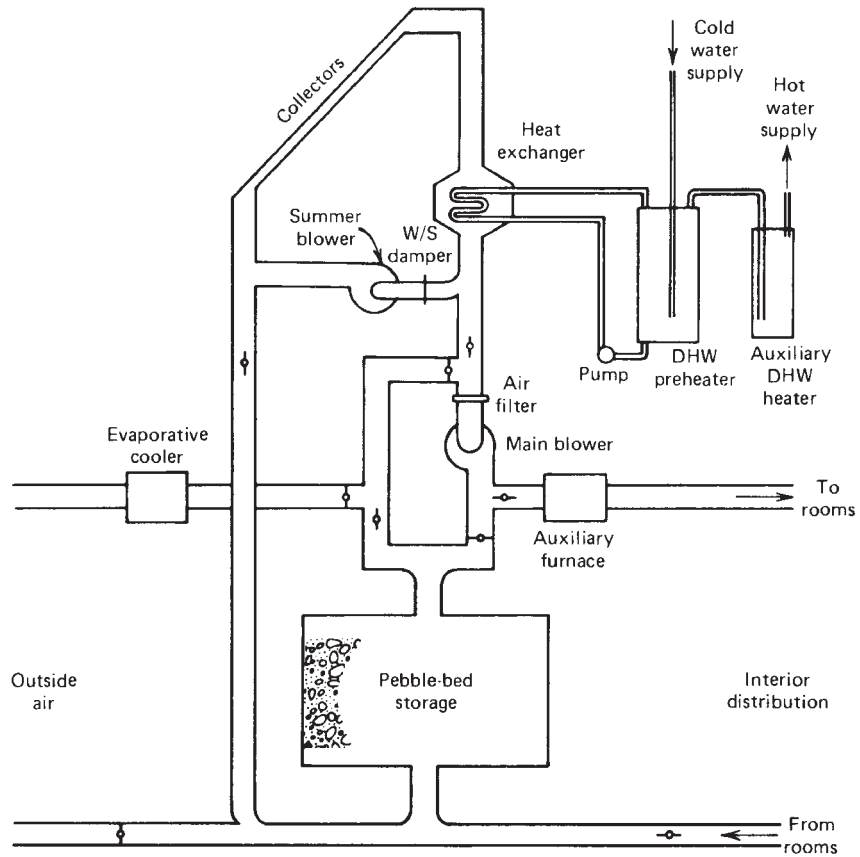 Cold
water
supply
Hot
water
supply
Collectors
Heat
exchanger
Summer
blower
W/S
damper
Pump
DHW
preheater
Auxiliary
DHW
heater
Air
filter
Evaporative
cooler
Main blower
To
rooms
Auxiliary
furnace
Outside
air
Pebble-bed
storage
Interior
distribution
From
rooms